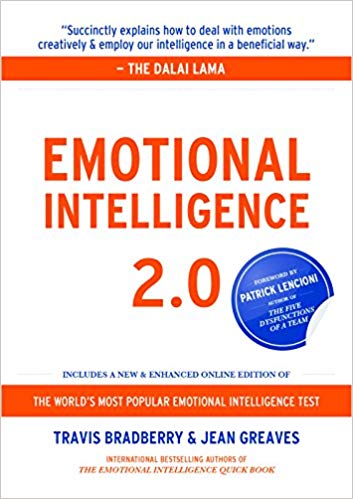 “Succinctly explains how to deal with emotions
creatively & employ our intelligence in a beneficial way.”
– THE DALAI LAMA
EMOTIONAL
INTELLIGENCE
2.0
FOREWORD BY
PATRICK LENCIONI
AUTHOR OF
THE FIVE
DYSFUNCTIONS
OF A TEAM
INCLUDES A NEW & ENHANCED ONLINE EDITION OF
THE WORLD'S MOST POPULAR EMOTIONAL INTELLIGENCE TEST
TRAVIS BRADBERRY & JEAN GREAVES
INTERNATIONAL BESTSELLING AUTHORS OF
THE EMOTIONAL INTELLIGENCE QUICK BOOK